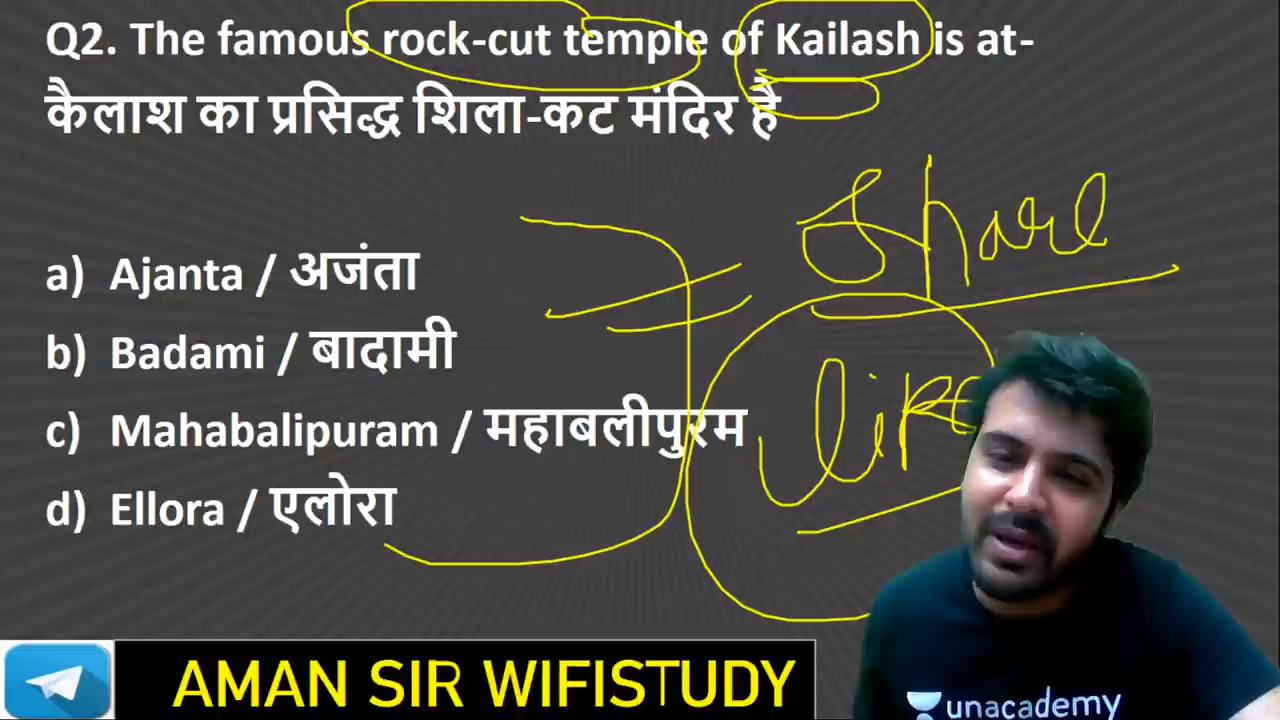 Q2. The famous rock-cut temple of Kailash is at-
कैलाश का प्रसिद्ध शिला-कट मंदिर है
Share
a) Ajanta / अजंता
b) Badami / बादामी
like
c) Mahabalipuram / महाबलीपुरम
d) Ellora / एलोरा
AMAN SIR WIFISTUDY
unacademy